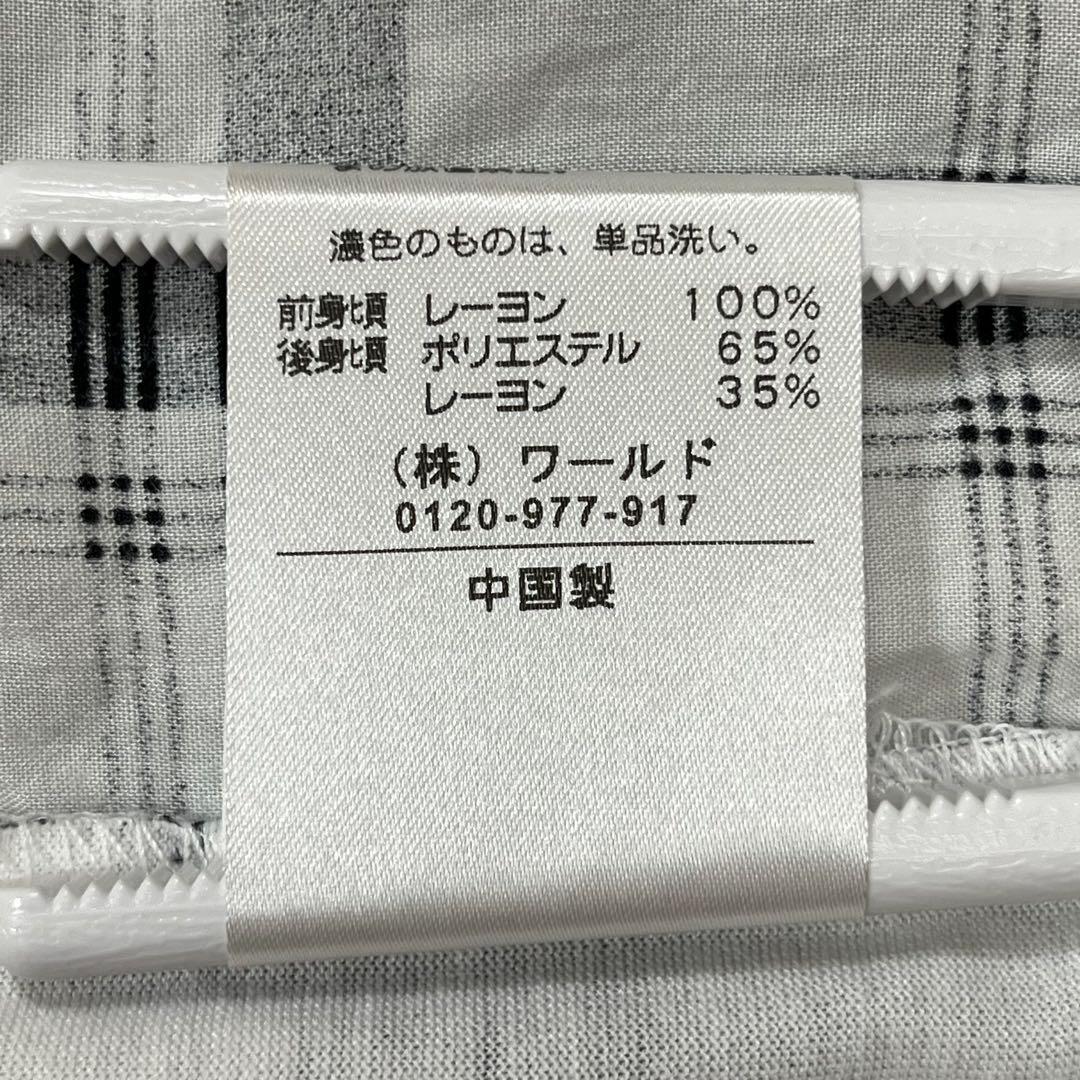 濃色のものは、単品洗い。
前身頃 レーヨン 100%
後身頃 ポリエステル 65%
レーヨン 35%
(株) ワールド
0120-977-917
中国製